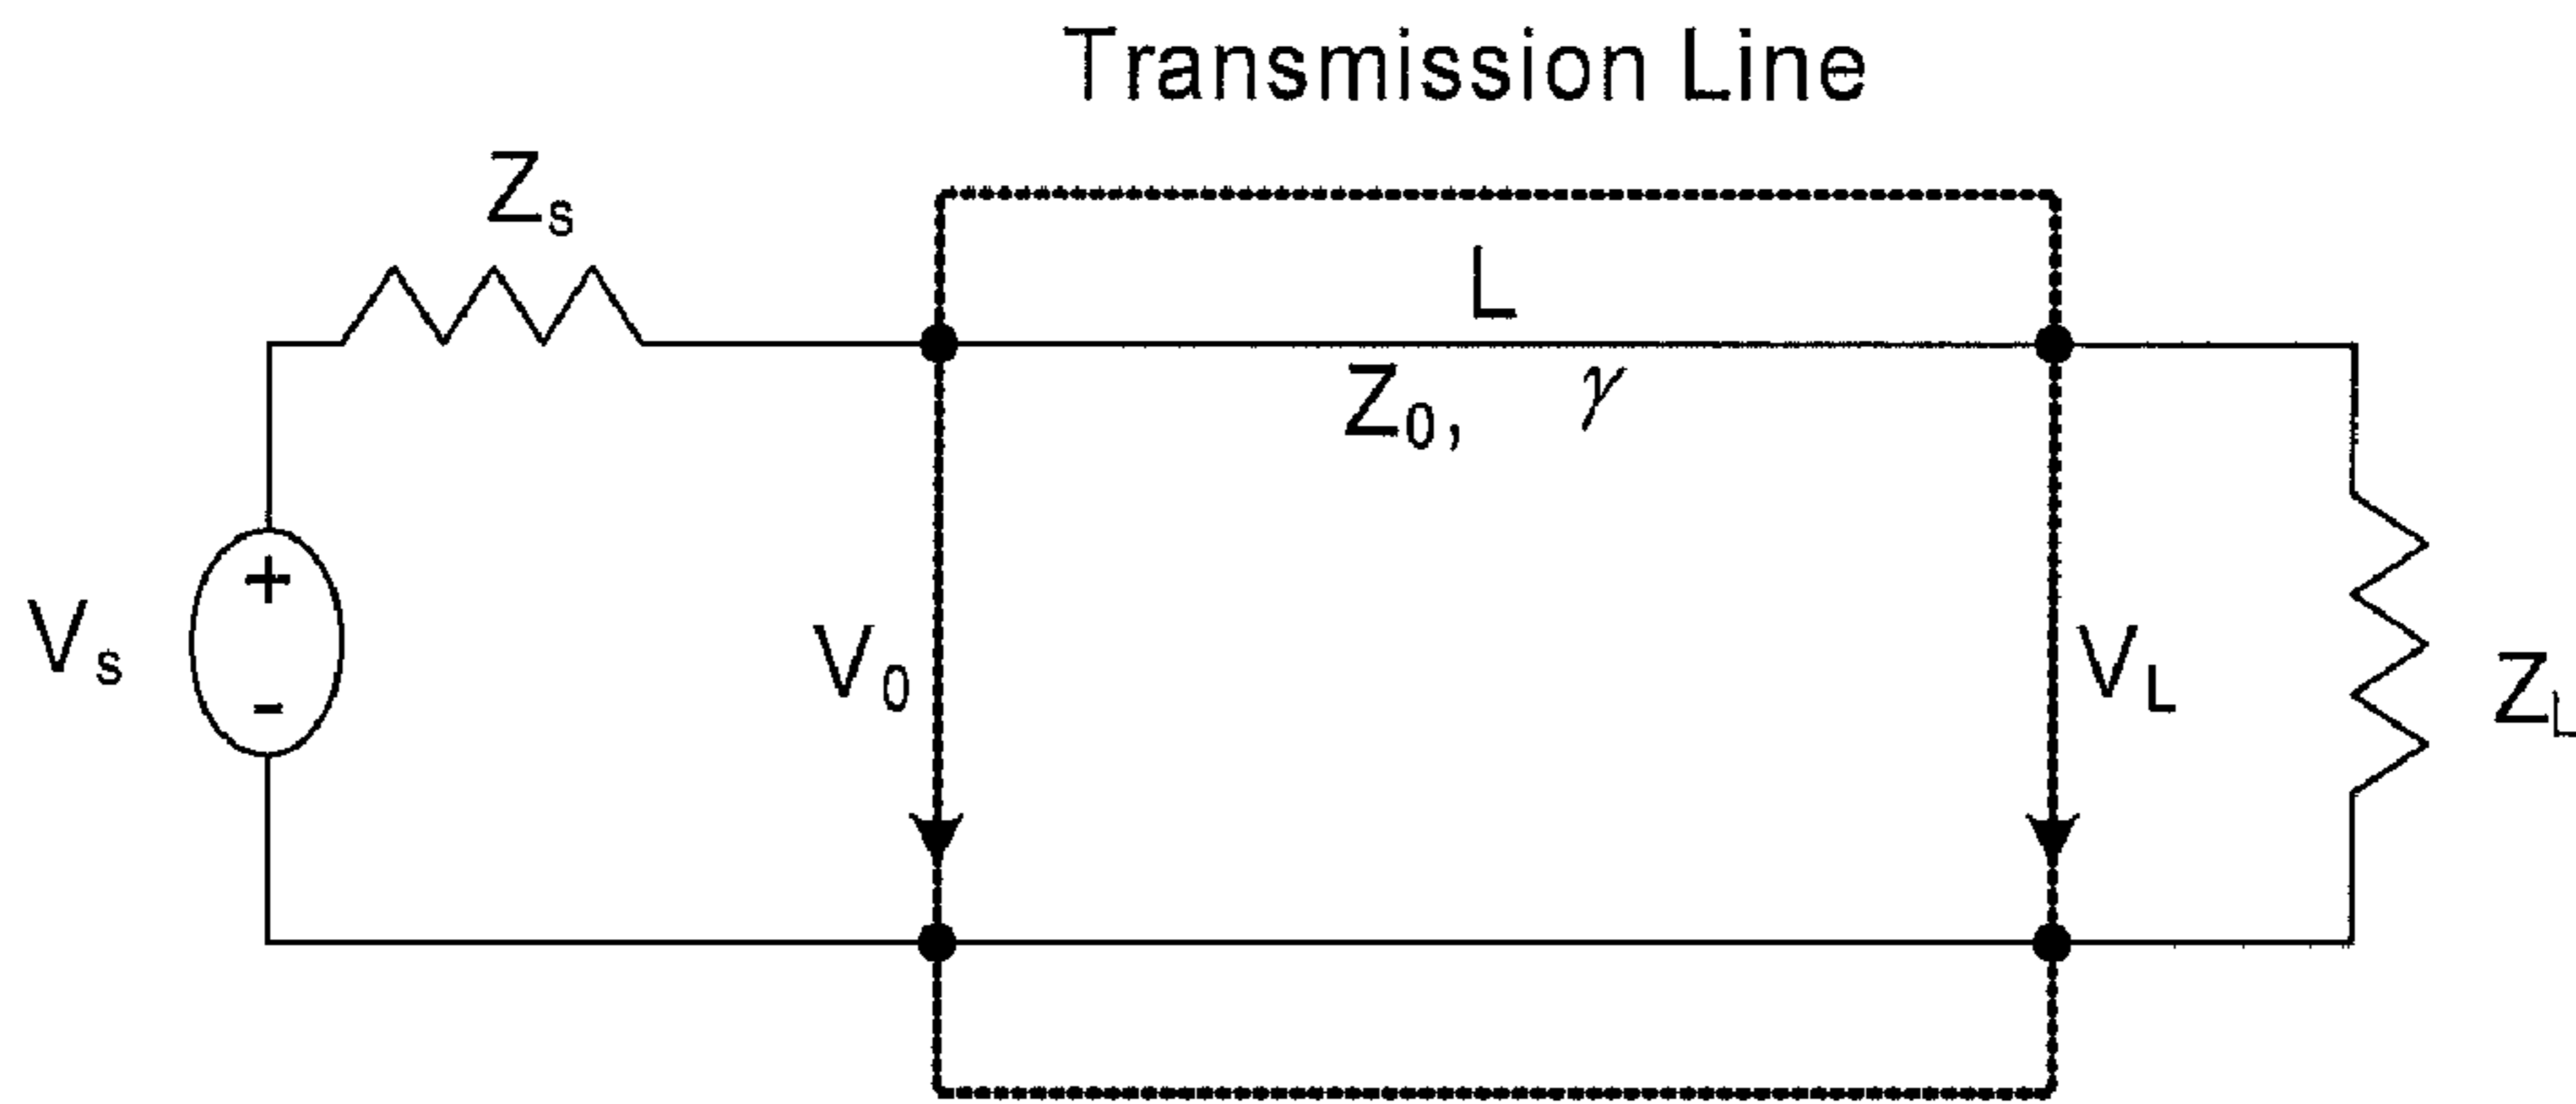 Transmission Line
Zs
L
Z0, γ
+
Vs
-
V0
VL
ZL